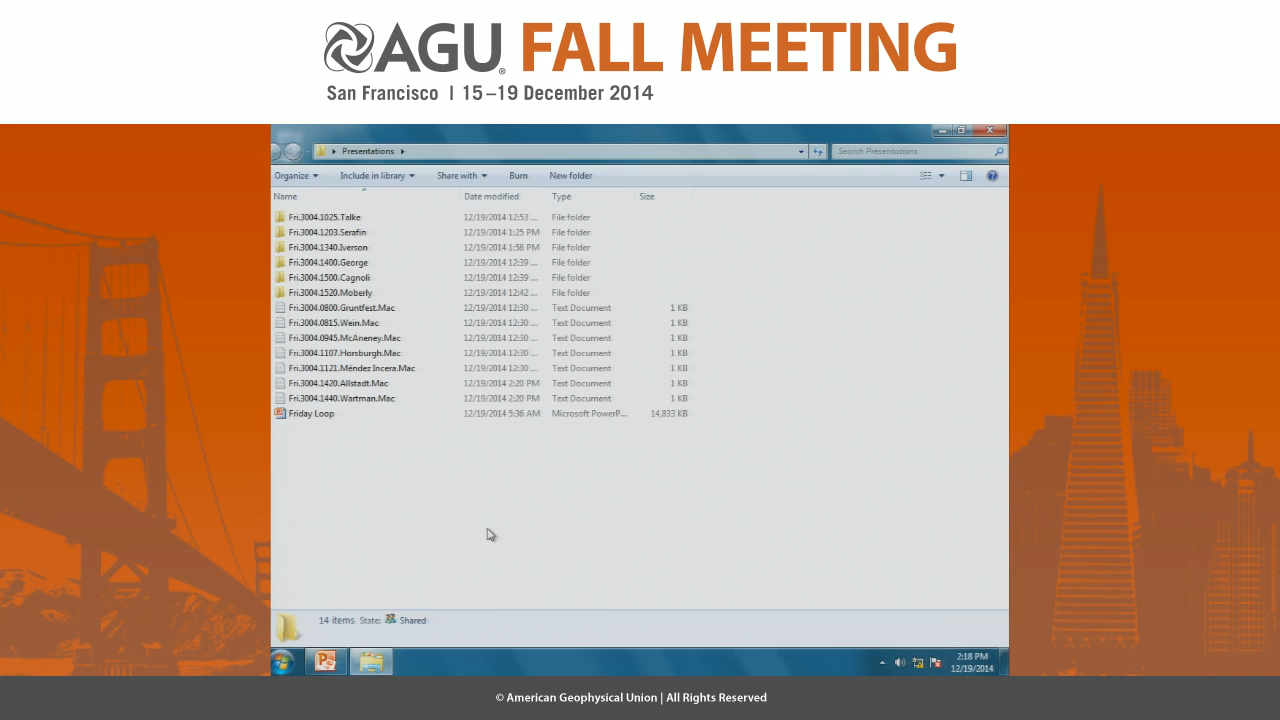 AGU® FALL MEETING
San Francisco | 15–19 December 2014
Presentations
Search Presentations
Organize Include in library Share with Burn New folder
Name Date modified Type Size
Fri.3004.1025.Talke 12/19/2014 12:53 ... File folder
Fri.3004.1203.Serafin 12/19/2014 1:25 PM File folder
Fri.3004.1340.Iverson 12/19/2014 1:58 PM File folder
Fri.3004.1400.George 12/19/2014 12:39 ... File folder
Fri.3004.1500.Cagnoli 12/19/2014 12:39 ... File folder
Fri.3004.1520.Moberly 12/19/2014 12:42 ... File folder
Fri.3004.0800.Gruntfest.Mac 12/19/2014 12:30 ... Text Document 1 KB
Fri.3004.0815.Wein.Mac 12/19/2014 12:30 ... Text Document 1 KB
Fri.3004.0945.McAneney.Mac 12/19/2014 12:30 ... Text Document 1 KB
Fri.3004.1107.Horsburgh.Mac 12/19/2014 12:30 ... Text Document 1 KB
Fri.3004.1121.Méndez Incera.Mac 12/19/2014 12:30 ... Text Document 1 KB
Fri.3004.1420.Allstadt.Mac 12/19/2014 2:20 PM Text Document 1 KB
Fri.3004.1440.Wartman.Mac 12/19/2014 2:20 PM Text Document 1 KB
Friday Loop 12/19/2014 5:36 AM Microsoft PowerP... 14,833 KB
14 items State: Shared
2:18 PM
12/19/2014
© American Geophysical Union | All Rights Reserved